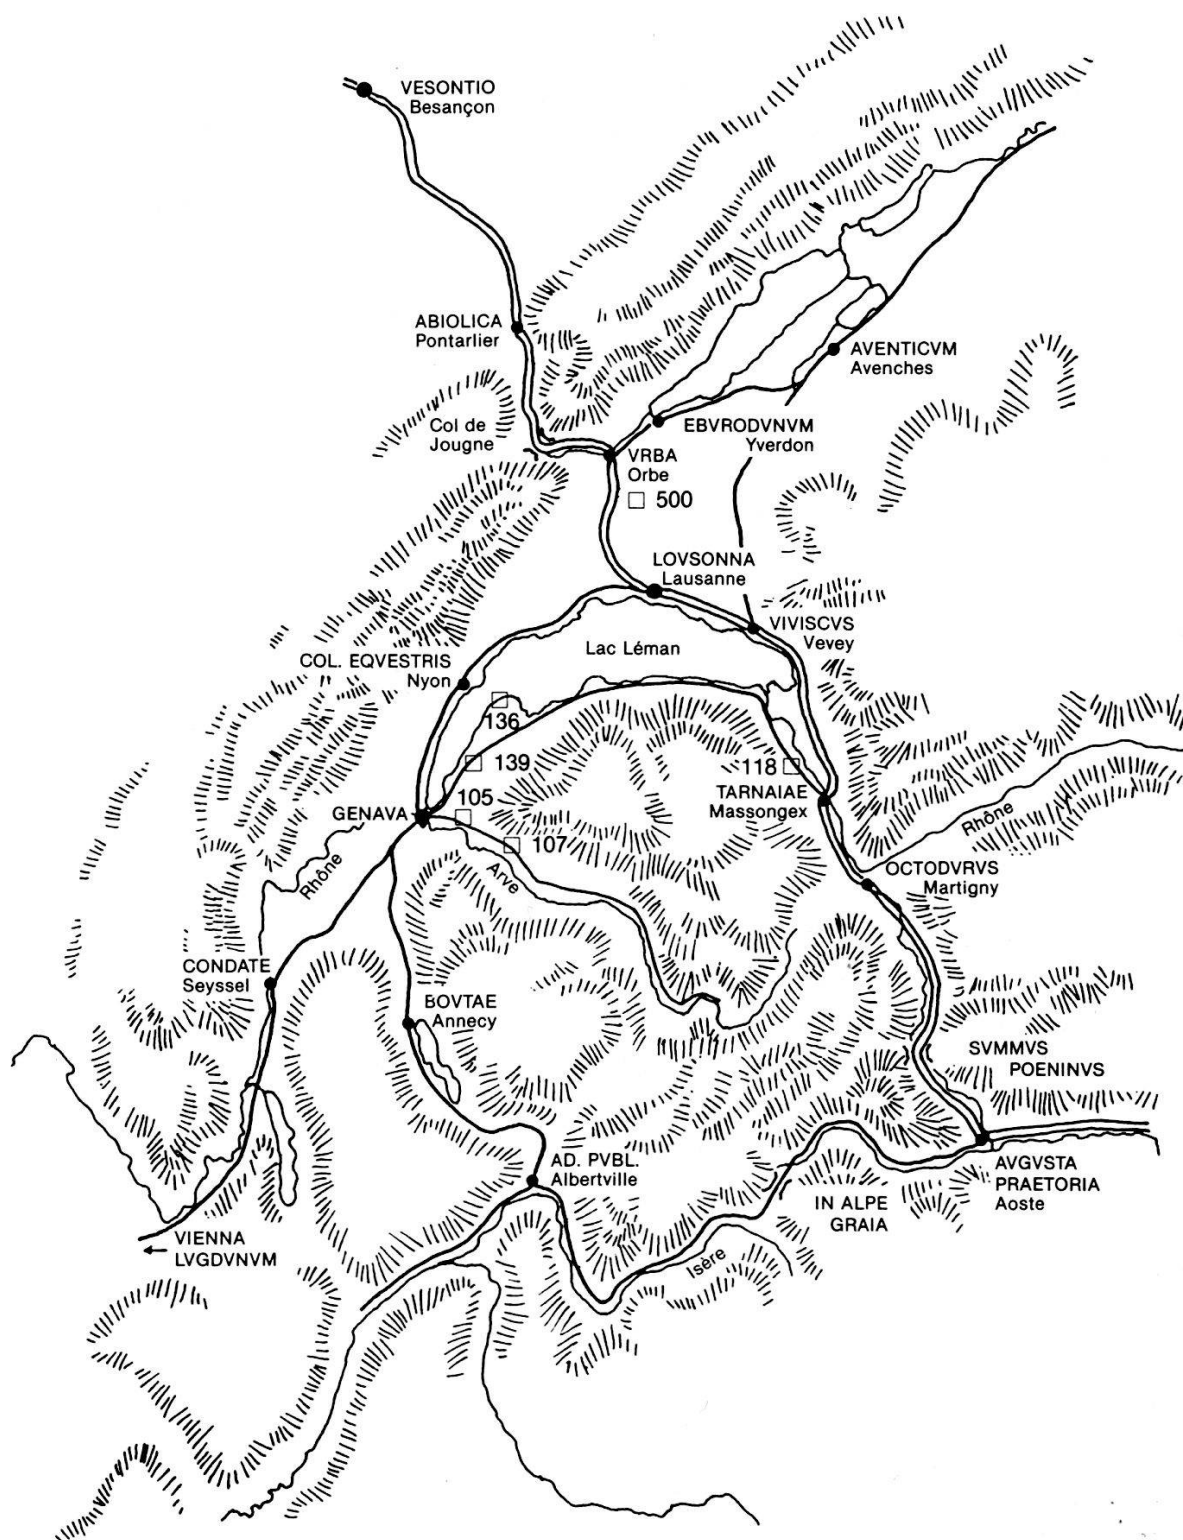 VESONTIO
Besançon
ABIOLICA
Pontarlier
AVENTICVM
Avenches
Col de
Jougne
EBVRODVNVM
Yverdon
VRBA
Orbe
500
LOVSONNA
Lausanne
VIVISCVS
Vevey
Lac Léman
COL. EQVESTRIS
Nyon
136
139
118
TARNAIAE
Massongex
105
GENAVA
107
Rhône
Rhône
Arve
OCTODVRVS
Martigny
CONDATE
Seyssel
BOVTAE
Annecy
SVMMVS
POENINVS
AD. PVBL.
Albertville
AVGVSTA
PRAETORIA
Aoste
IN ALPE
GRAIA
Isère
VIENNA
LVGDVNVM